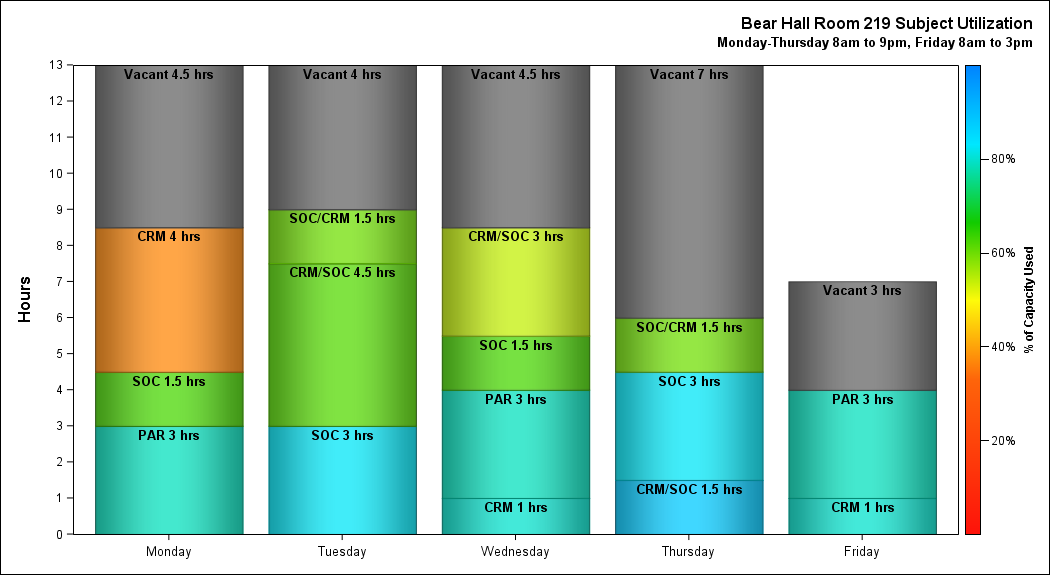 Bear Hall Room 219 Subject Utilization
Monday-Thursday 8am to 9pm, Friday 8am to 3pm
Hours
13
12
11
10
9
8
7
6
5
4
3
2
1
0
Vacant 4.5 hrs
CRM 4 hrs
SOC 1.5 hrs
PAR 3 hrs
Vacant 4 hrs
SOC/CRM 1.5 hrs
CRM/SOC 4.5 hrs
SOC 3 hrs
Vacant 4.5 hrs
CRM/SOC 3 hrs
SOC 1.5 hrs
PAR 3 hrs
CRM 1 hrs
Vacant 7 hrs
SOC/CRM 1.5 hrs
SOC 3 hrs
CRM/SOC 1.5 hrs
Vacant 3 hrs
PAR 3 hrs
CRM 1 hrs
Monday
Tuesday
Wednesday
Thursday
Friday
80%
60%
40%
20%
% of Capacity Used